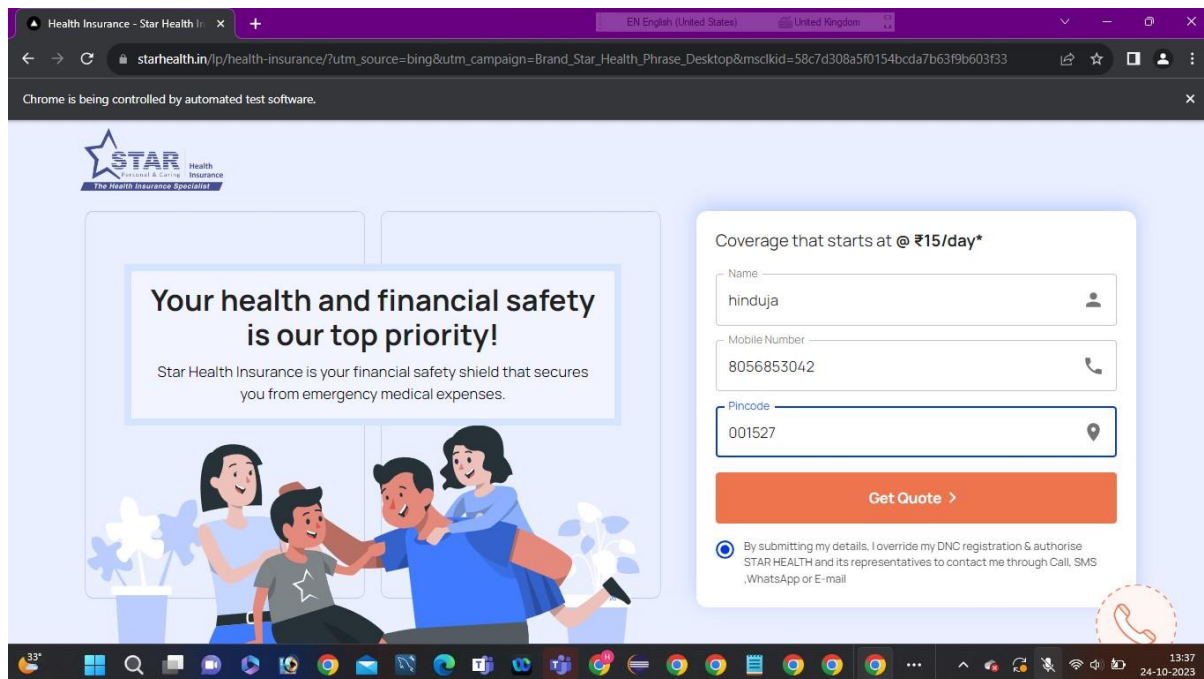 Health Insurance - Star Health In
EN English (United States) United Kingdom
starhealth.in/lp/health-insurance/?utm_source=bing&utm_campaign=Brand_Star_Health_Phrase_Desktop&msclkid=58c7d308a5f0154bcda7b63f9b603f33
Chrome is being controlled by automated test software.
STAR Health Insurance
Personal & Caring
The Health Insurance Specialist
Your health and financial safety
is our top priority!
Star Health Insurance is your financial safety shield that secures
you from emergency medical expenses.
Coverage that starts at @ ₹15/day*
Name
hinduja
Mobile Number
8056853042
Pincode
001527
Get Quote >
By submitting my details, I override my DNC registration & authorise
STAR HEALTH and its representatives to contact me through Call, SMS
,WhatsApp or E-mail
33°
13:37
24-10-2023